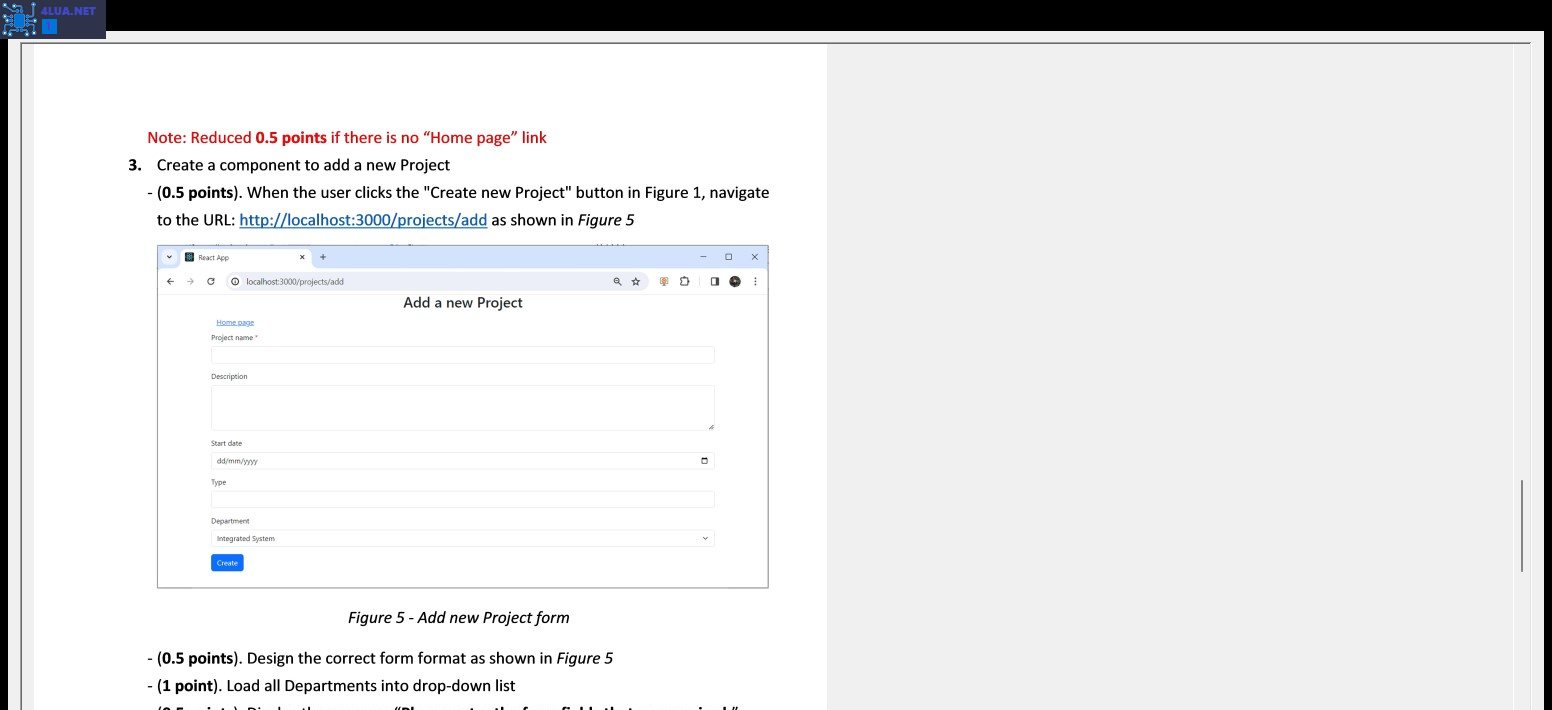 4LUA.NET
Note: Reduced 0.5 points if there is no “Home page” link
3. Create a component to add a new Project
- (0.5 points). When the user clicks the "Create new Project" button in Figure 1, navigate
to the URL: http://localhost:3000/projects/add as shown in Figure 5
React App
localhost:3000/projects/add
Add a new Project
Home page
Project name *
Description
Start date
dd/mm/yyyy
Type
Department
Integrated System
Create
Figure 5 - Add new Project form
- (0.5 points). Design the correct form format as shown in Figure 5
- (1 point). Load all Departments into drop-down list